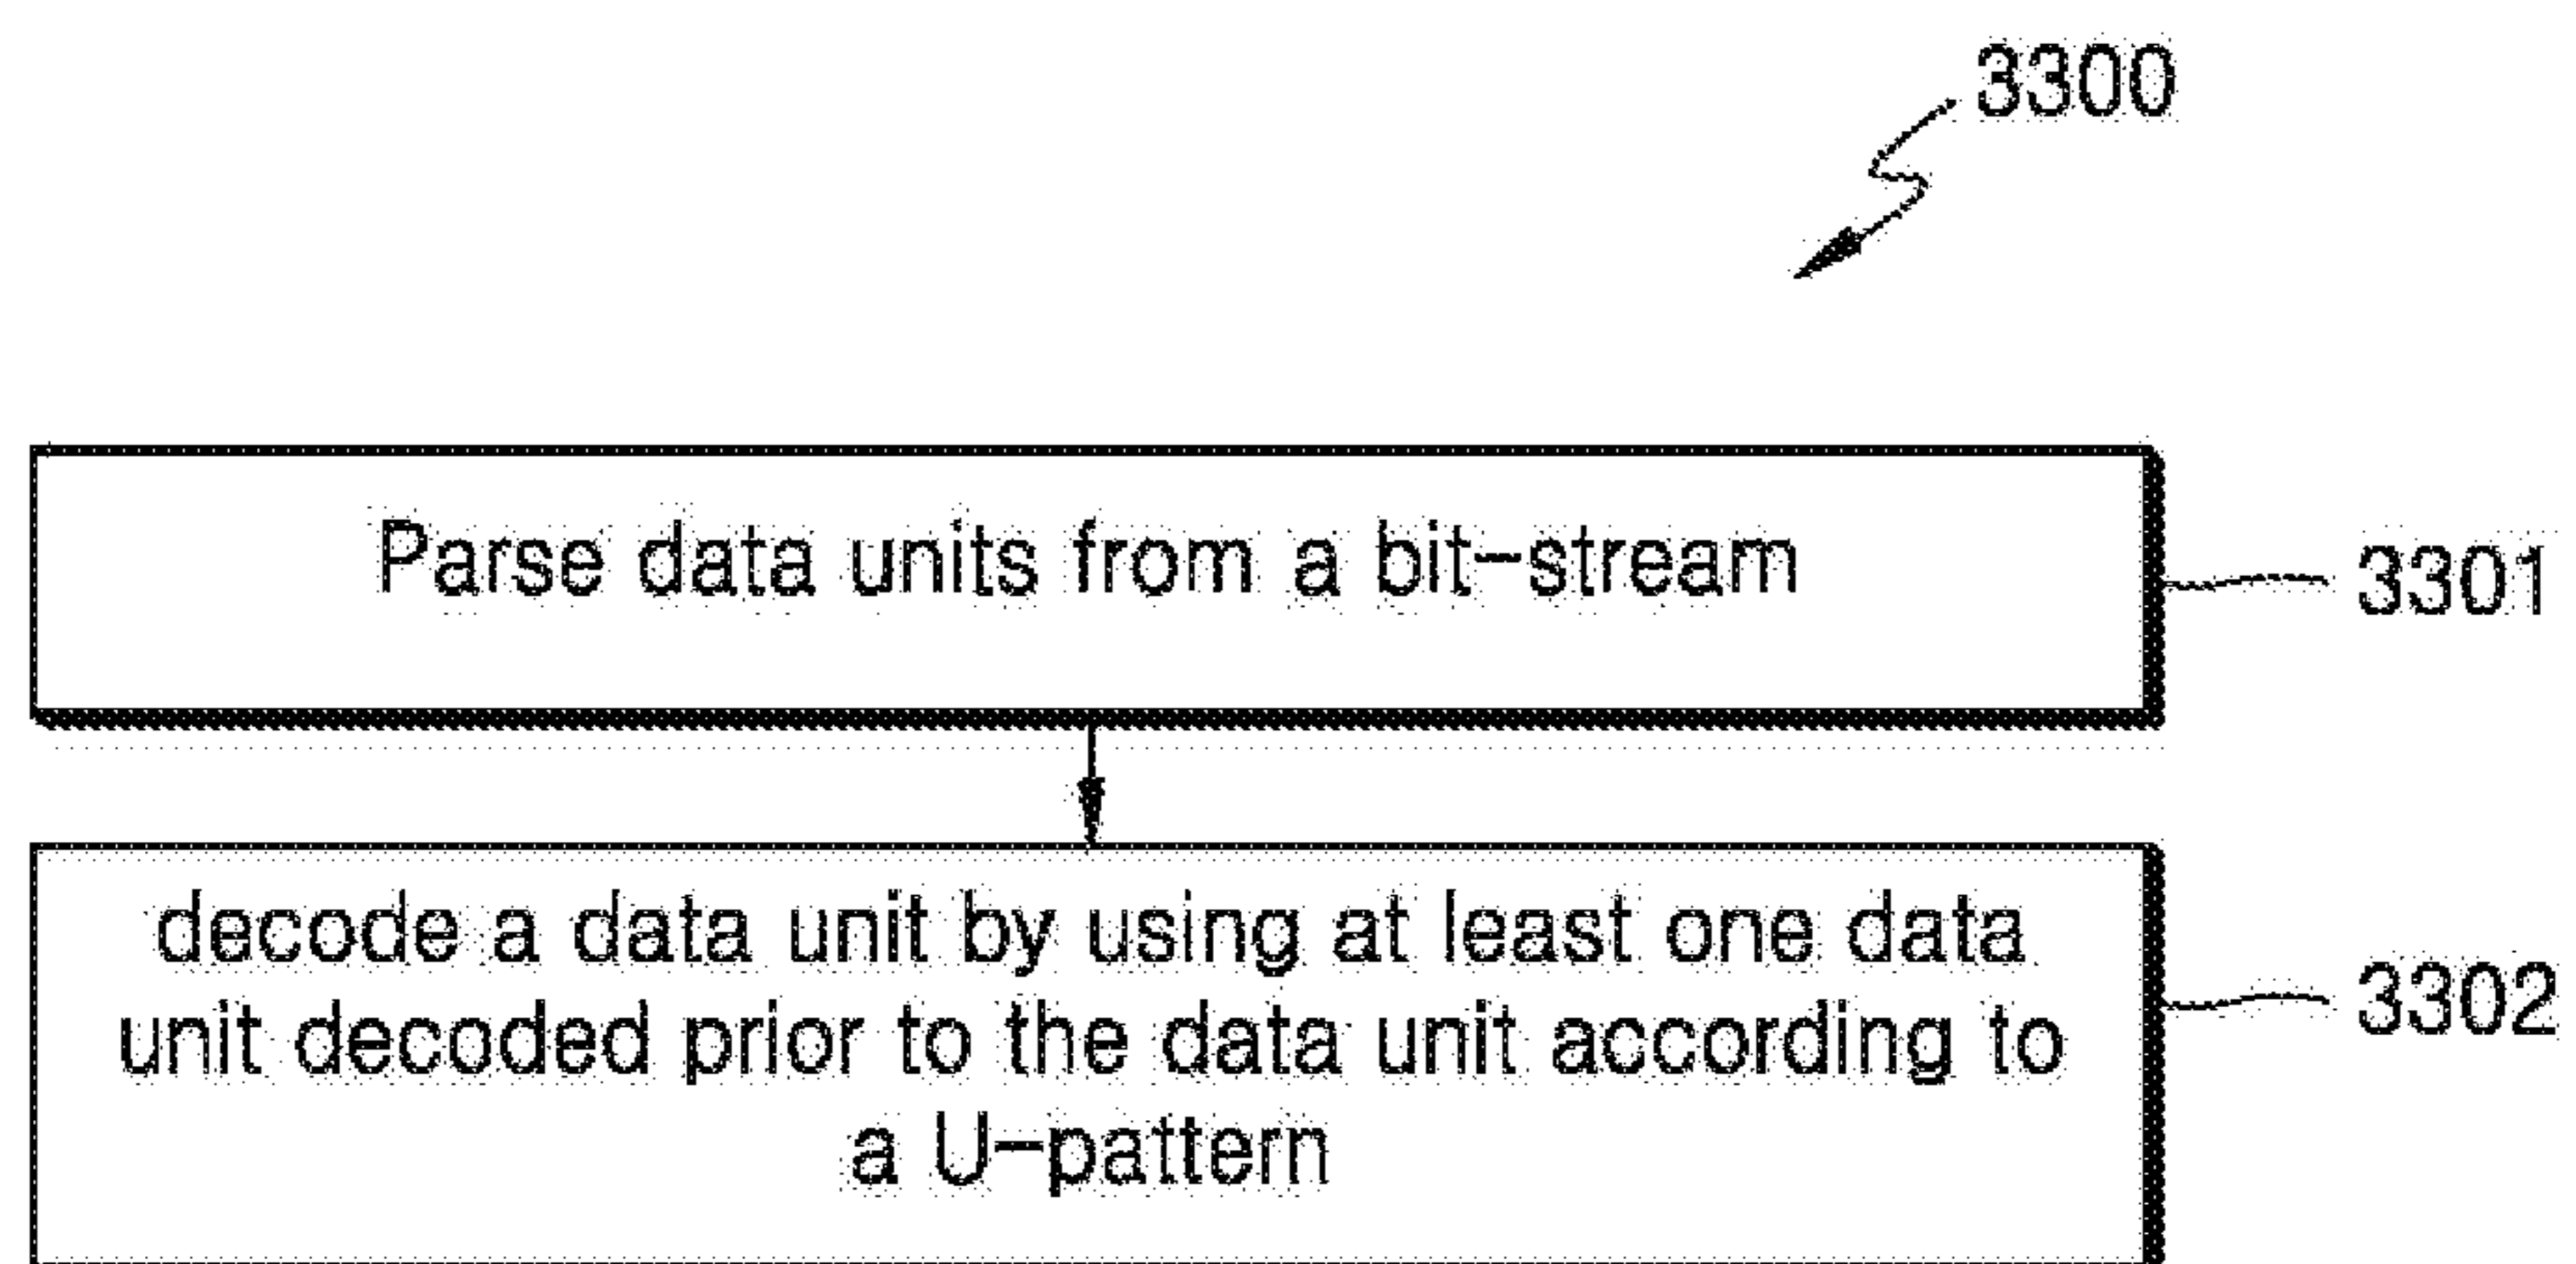 3300
Parse data units from a bit-stream
3301
decode a data unit by using at least one data
unit decoded prior to the data unit according to
a U-pattern
3302